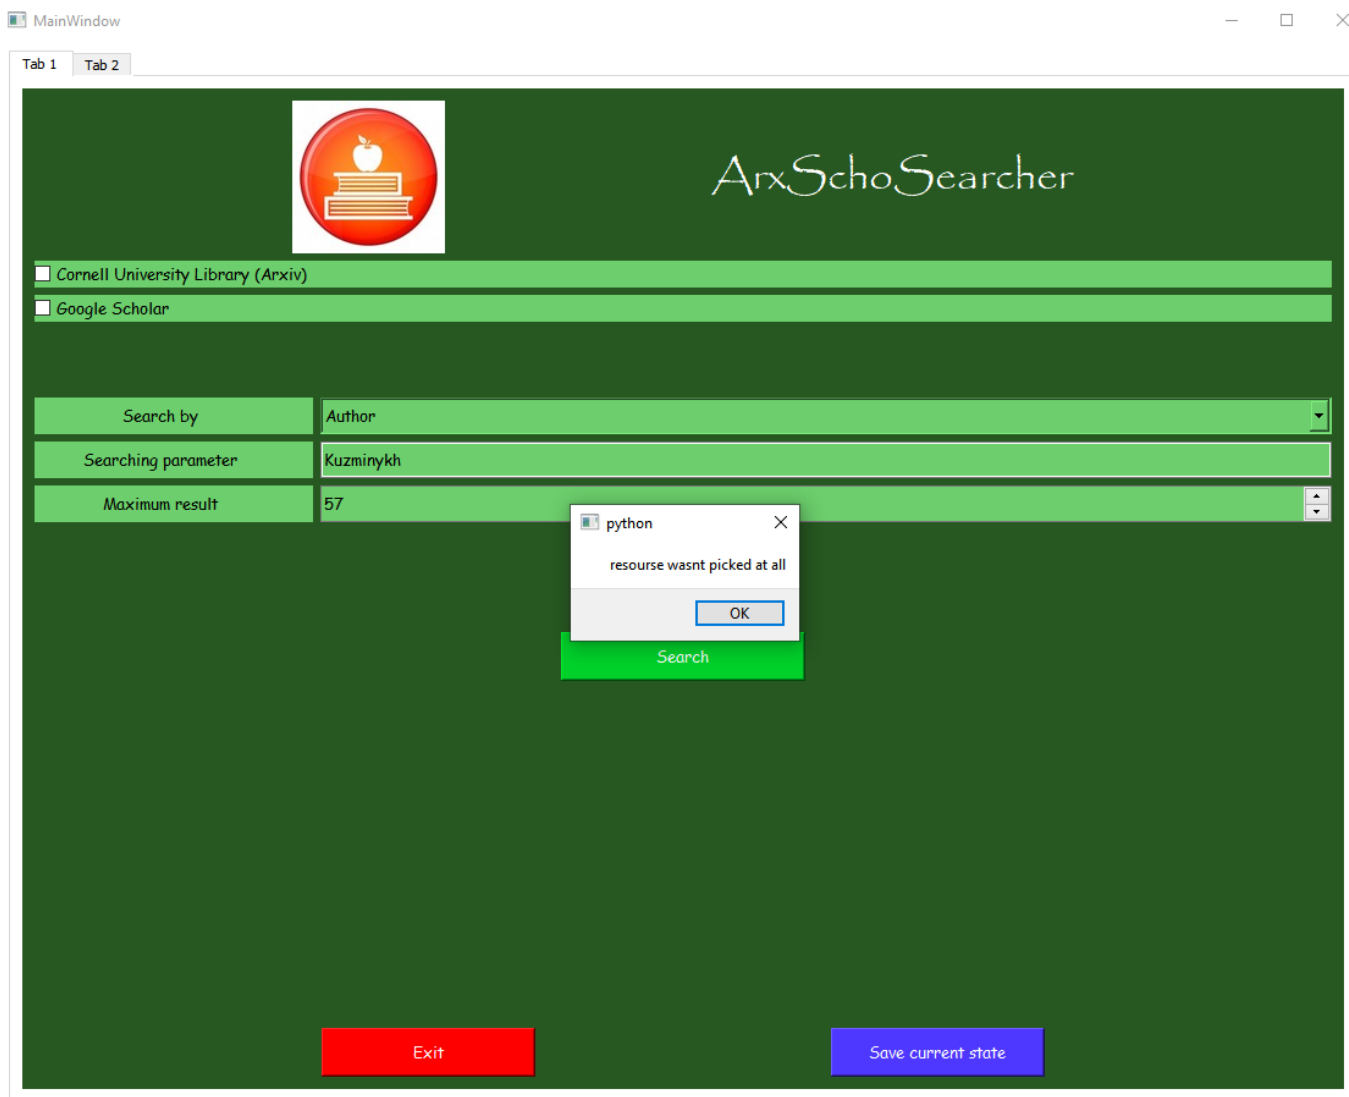 MainWindow
Tab 1 Tab 2
ArxSchoSearcher
Cornell University Library (Arxiv)
Google Scholar
Search by Author
Searching parameter Kuzminykh
Maximum result 57
python
resourse wasnt picked at all
OK
Search
Exit Save current state